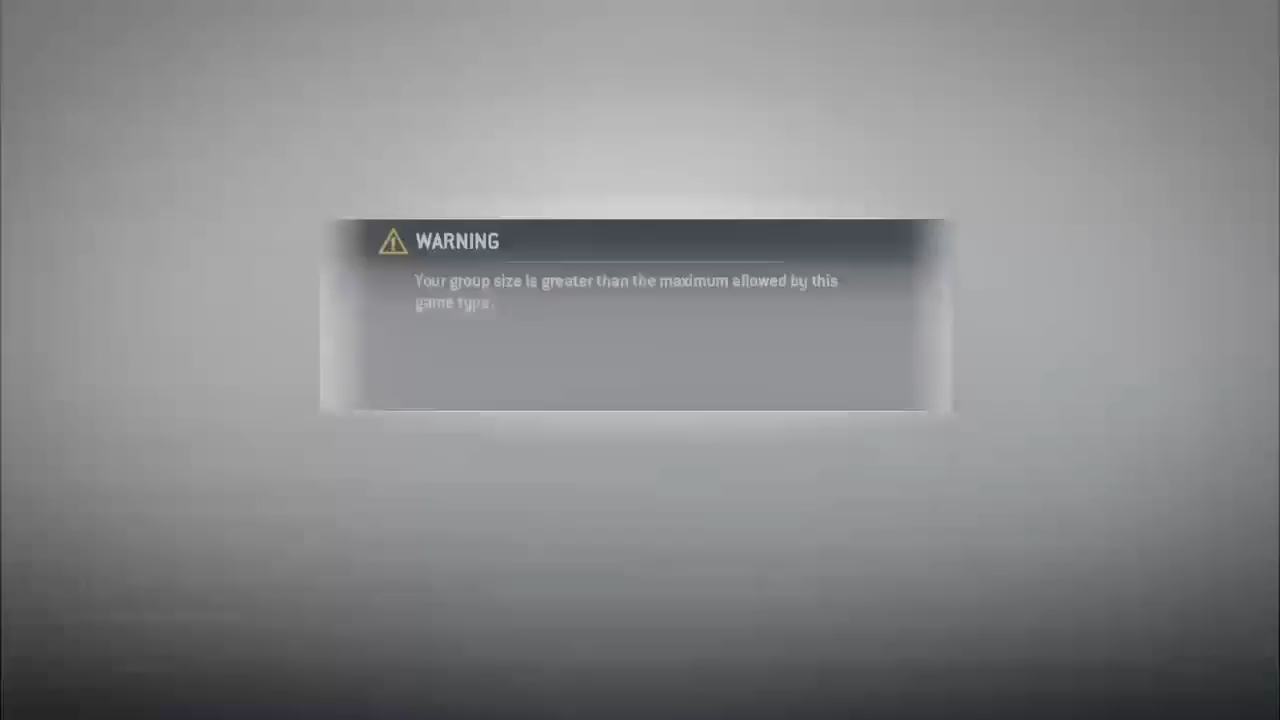 WARNING
Your group size is greater than the maximum allowed by this
game type.